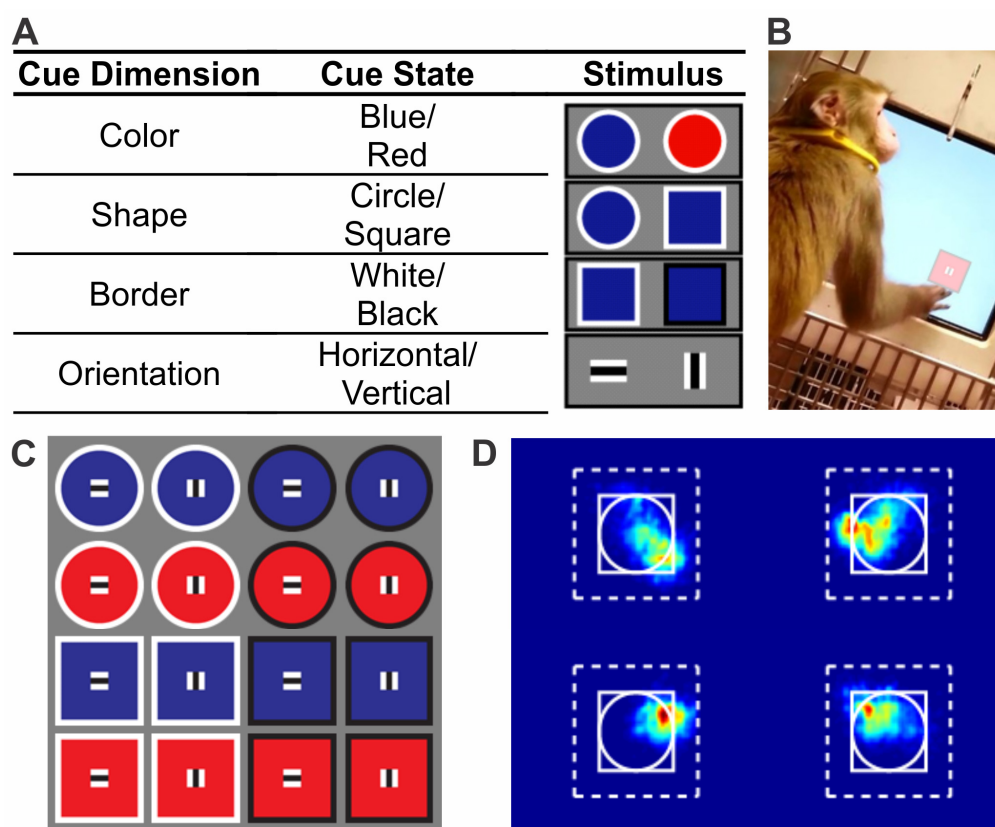 A
B
Cue Dimension Cue State Stimulus
Color
Blue/
Red
Shape
Circle/
Square
Border
White/
Black
Orientation
Horizontal/
Vertical
C
D